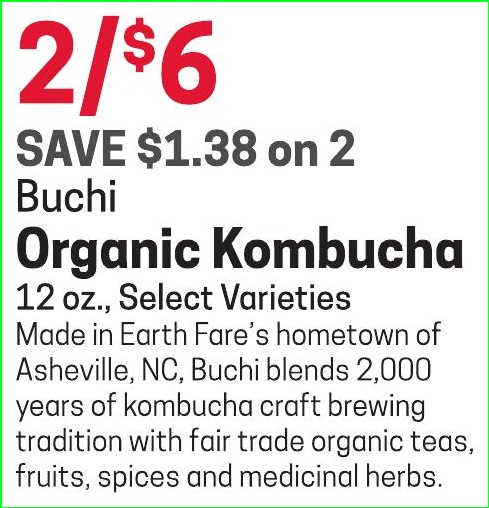 2/$6
SAVE $1.38 on 2
Buchi
Organic Kombucha
12 oz., Select Varieties
Made in Earth Fare's hometown of
Asheville, NC, Buchi blends 2,000
years of kombucha craft brewing
tradition with fair trade organic teas,
fruits, spices and medicinal herbs.